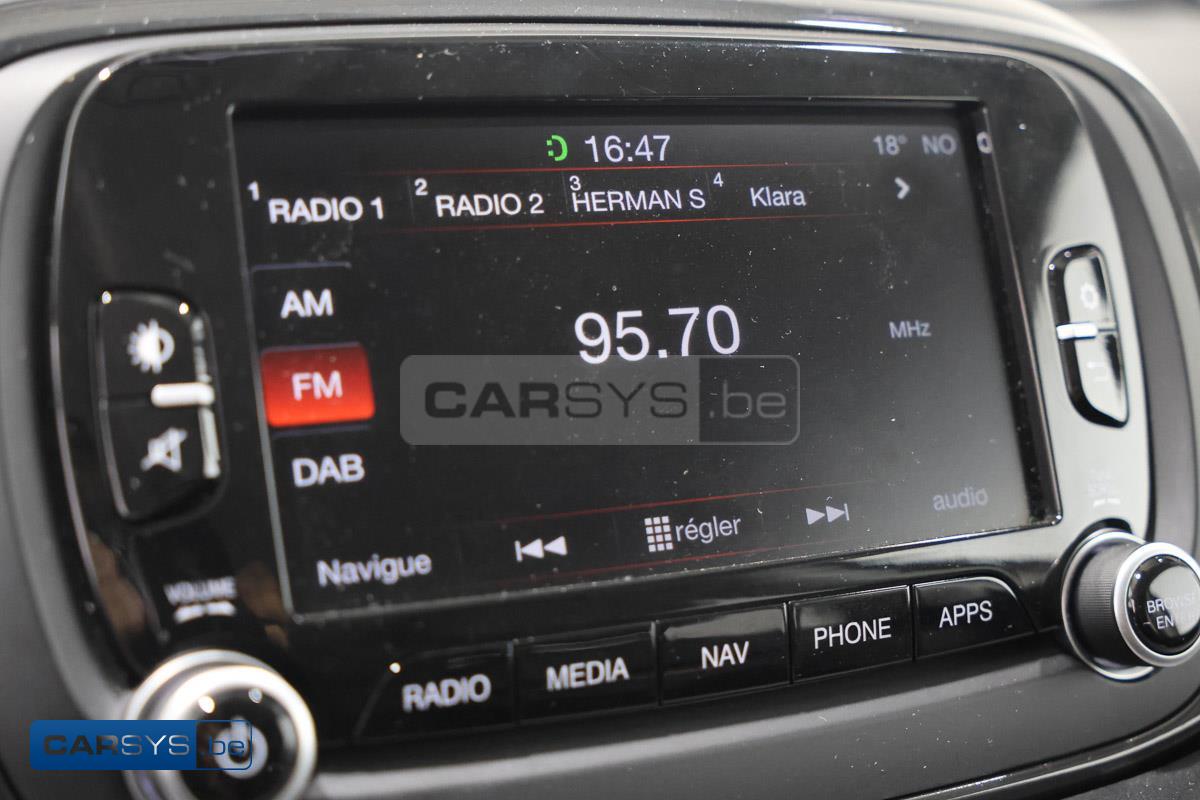 16:47 18° NO
1 RADIO 1 2 RADIO 2 3 HERMAN S 4 Klara
AM
95.70 MHz
FM
CARSYS.be
DAB
Navigue régler audio
VOLUME
RADIO MEDIA NAV PHONE APPS
BROWSE
CARSYS.be